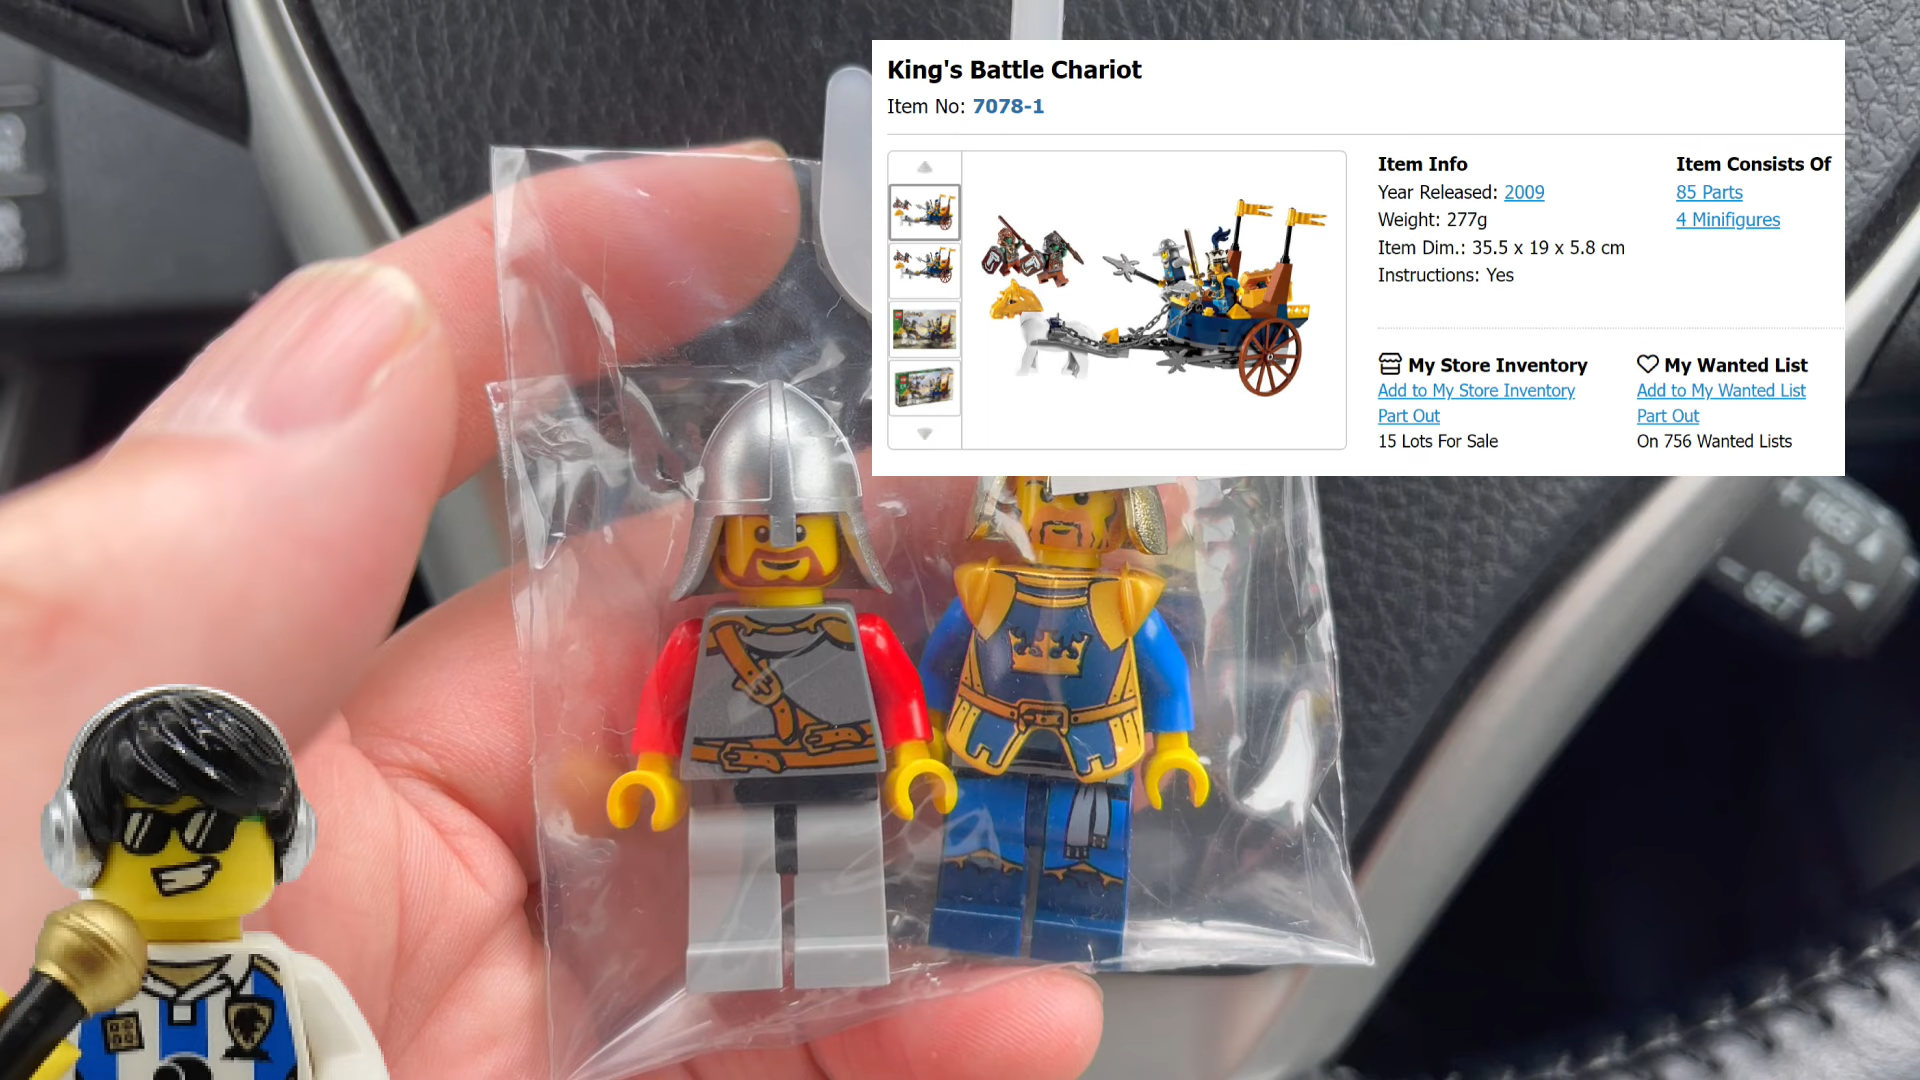 King's Battle Chariot
Item No: 7078-1
Item Info
Year Released: 2009
Weight: 277g
Item Dim.: 35.5 x 19 x 5.8 cm
Instructions: Yes
Item Consists Of
85 Parts
4 Minifigures
My Store Inventory
Add to My Store Inventory
Part Out
15 Lots For Sale
My Wanted List
Add to My Wanted List
Part Out
On 756 Wanted Lists
RES
SET